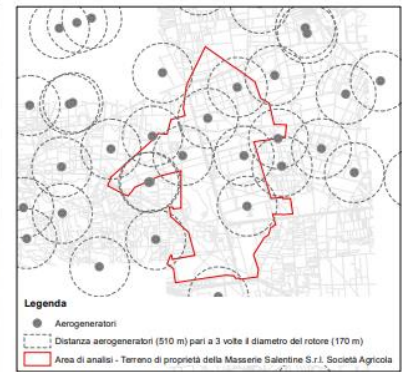 Legenda
Aerogeneratori
Distanza aerogeneratori (510 m) pari a 3 volte il diametro del rotore (170 m)
Area di analisi - Terreno di proprietà della Masserie Salentine S.r.l. Società Agricola